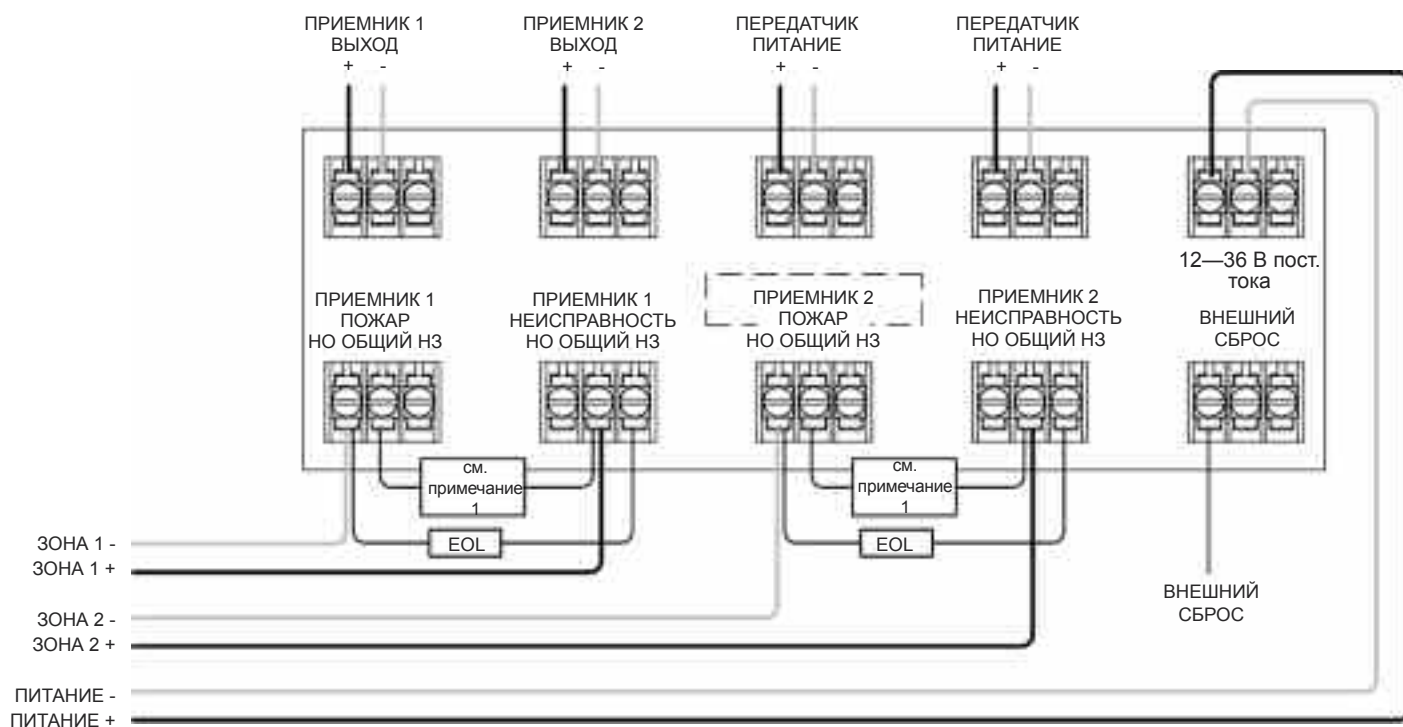 ПРИЕМНИК 1
ВЫХОД
+ -
ПРИЕМНИК 2
ВЫХОД
+ -
ПЕРЕДАТЧИК
ПИТАНИЕ
+ -
ПЕРЕДАТЧИК
ПИТАНИЕ
+ -
12—36 В пост.
тока
ПРИЕМНИК 1
ПОЖАР
НО ОБЩИЙ НЗ
ПРИЕМНИК 1
НЕИСПРАВНОСТЬ
НО ОБЩИЙ НЗ
ПРИЕМНИК 2
ПОЖАР
НО ОБЩИЙ НЗ
ПРИЕМНИК 2
НЕИСПРАВНОСТЬ
НО ОБЩИЙ НЗ
ВНЕШНИЙ
СБРОС
см.
примечание
1
EOL
см.
примечание
1
EOL
ВНЕШНИЙ
СБРОС
ЗОНА 1 -
ЗОНА 1 +
ЗОНА 2 -
ЗОНА 2 +
ПИТАНИЕ -
ПИТАНИЕ +